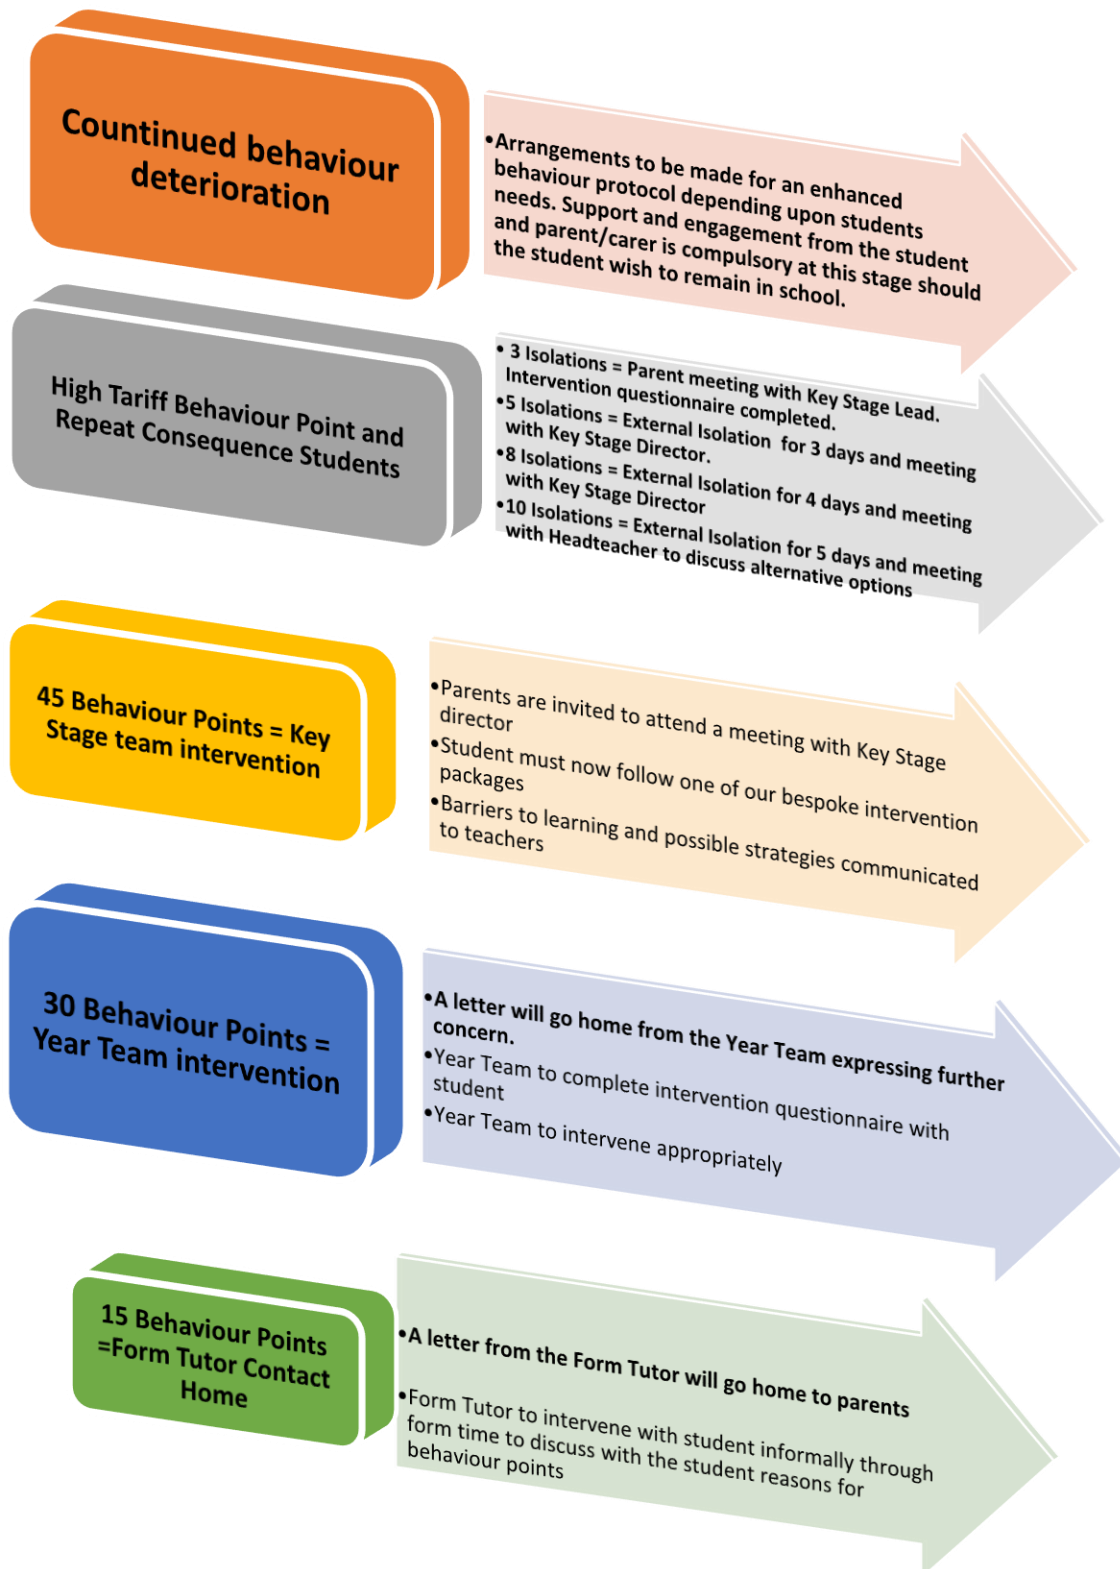 Countinued behaviour
deterioration
•Arrangements to be made for an enhanced
behaviour protocol depending upon students
needs. Support and engagement from the student
and parent/carer is compulsory at this stage should
the student wish to remain in school.
High Tariff Behaviour Point and
Repeat Consequence Students
• 3 Isolations = Parent meeting with Key Stage Lead.
Intervention questionnaire completed.
•5 Isolations = External Isolation for 3 days and meeting
with Key Stage Director.
•8 Isolations = External Isolation for 4 days and meeting
with Key Stage Director
•10 Isolations = External Isolation for 5 days and meeting
with Headteacher to discuss alternative options
45 Behaviour Points = Key
Stage team intervention
•Parents are invited to attend a meeting with Key Stage
director
•Student must now follow one of our bespoke intervention
packages
•Barriers to learning and possible strategies communicated
to teachers
30 Behaviour Points =
Year Team intervention
•A letter will go home from the Year Team expressing further
concern.
•Year Team to complete intervention questionnaire with
student
•Year Team to intervene appropriately
15 Behaviour Points
=Form Tutor Contact
Home
•A letter from the Form Tutor will go home to parents
•Form Tutor to intervene with student informally through
form time to discuss with the student reasons for
behaviour points